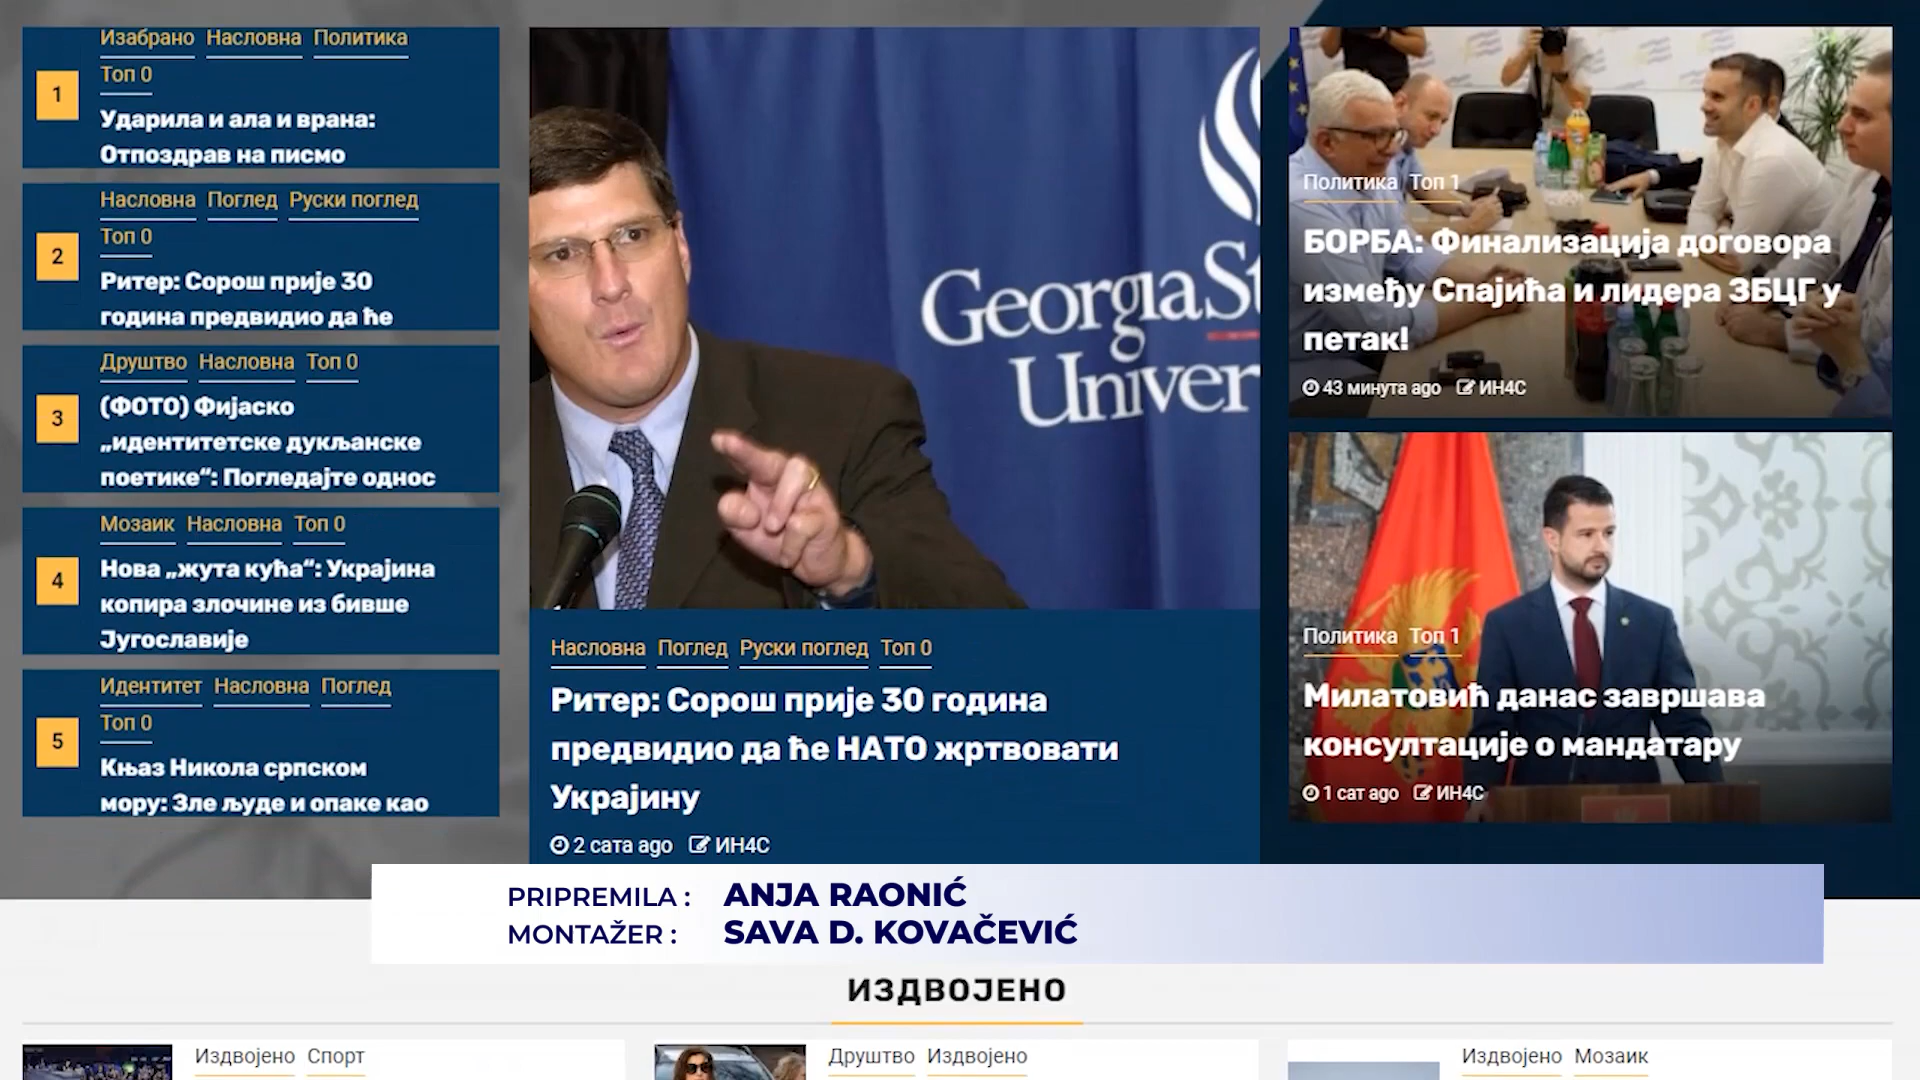 Изабрано Насловна Политика
Топ 0
1
Ударила и ала и врана:
Отпоздрав на писмо
Насловна Поглед Руски поглед
Топ 0
2
Ритер: Сорош прије 30
година предвидио да ће
Друштво Насловна Топ 0
3
(ФОТО) Фијаско
„идентитетске дукљанске
поетике“: Погледајте однос
Мозаик Насловна Топ 0
4
Нова „жута кућа“: Украјина
копира злочине из бивше
Југославије
Идентитет Насловна Поглед
Топ 0
5
Књаз Никола српском
мору: Зле људе и опаке као
Georgia St
Univer
Насловна Поглед Руски поглед Топ 0
Ритер: Сорош прије 30 година
предвидио да ће НАТО жртвовати
Украјину
2 сата ago ИН4С
Политика Топ 1
БОРБА: Финализација договора
између Спајића и лидера ЗБЦГ у
петак!
43 минута ago ИН4С
Политика Топ 1
Милатовић данас завршава
консултације о мандатару
1 сат ago ИН4С
PRIPREMILA : ANJA RAONIĆ
MONTAŽER : SAVA D. KOVAČEVIĆ
ИЗДВОЈЕНО
Издвојено Спорт
Друштво Издвојено
Издвојено Мозаик